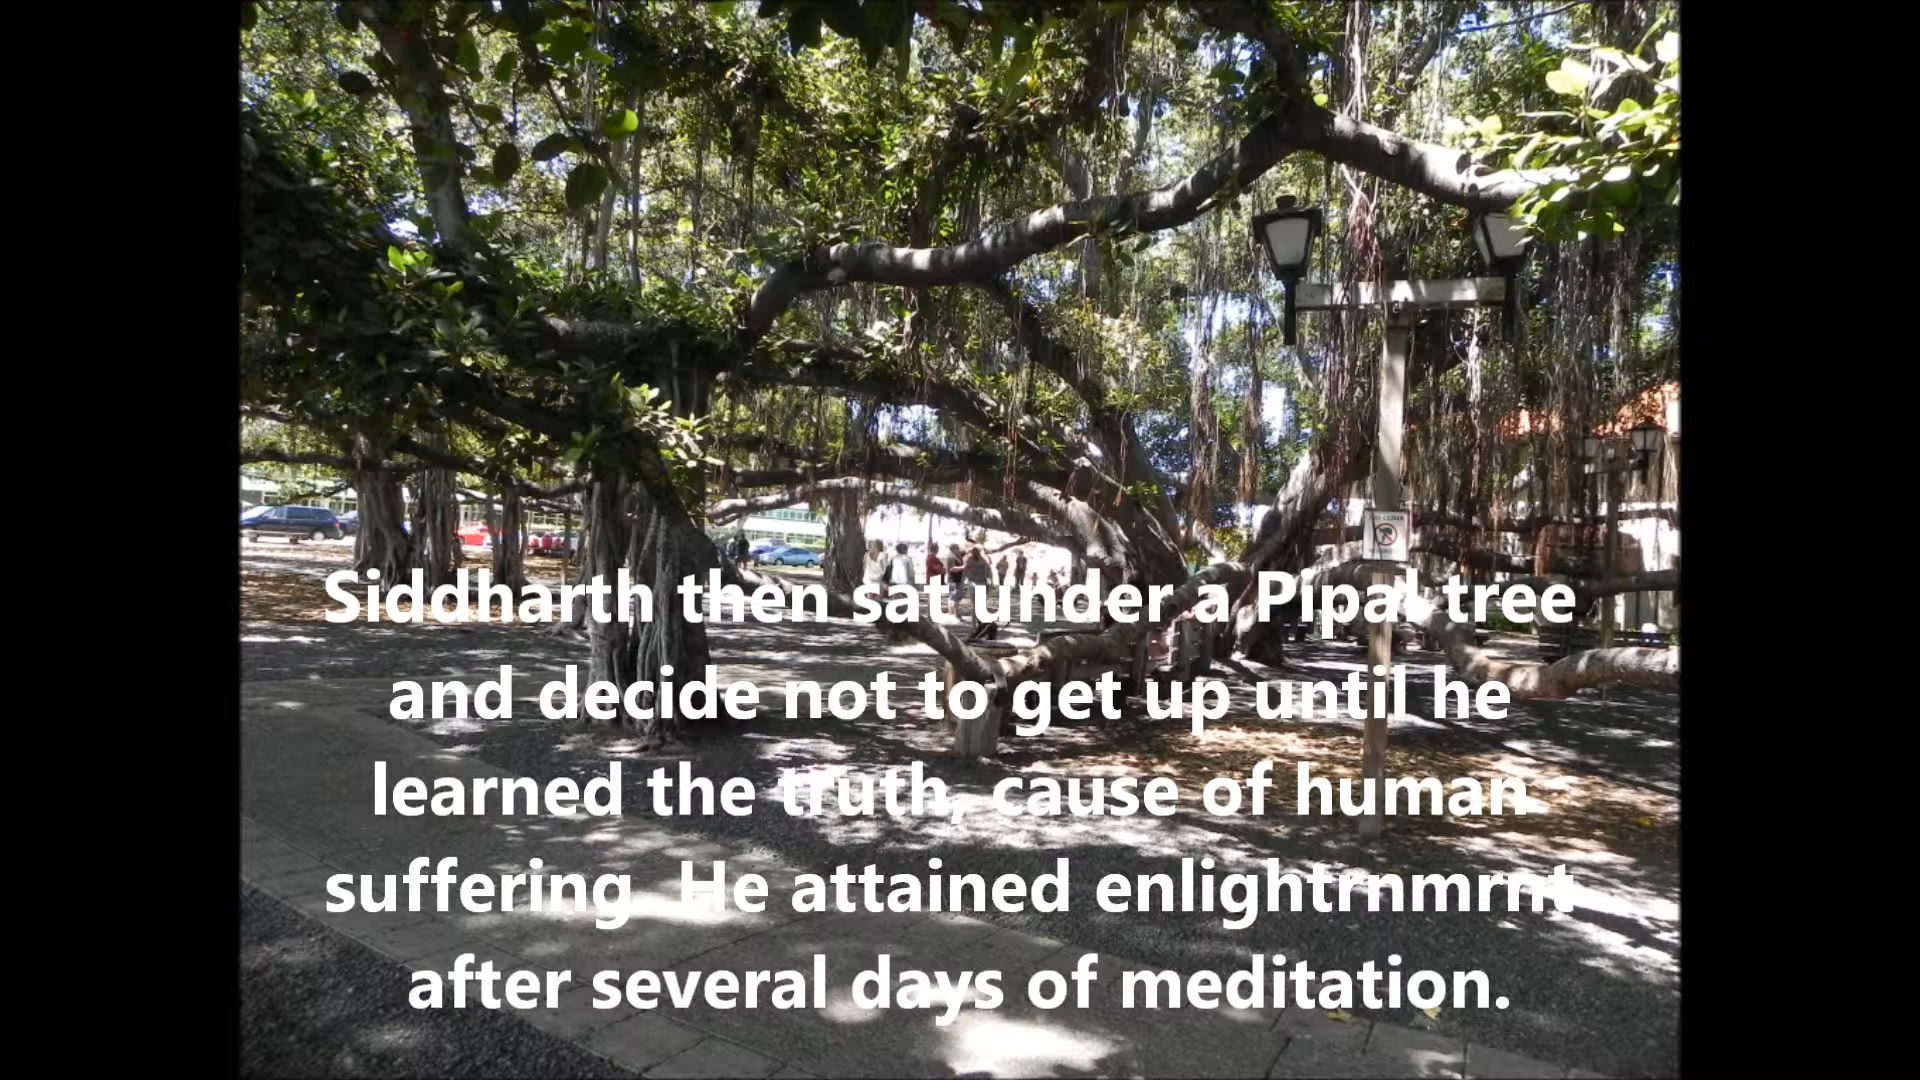 Siddharth then sat under a Pipal tree
and decide not to get up until he
learned the truth, cause of human
suffering. He attained enlightrnmrnt
after several days of meditation.